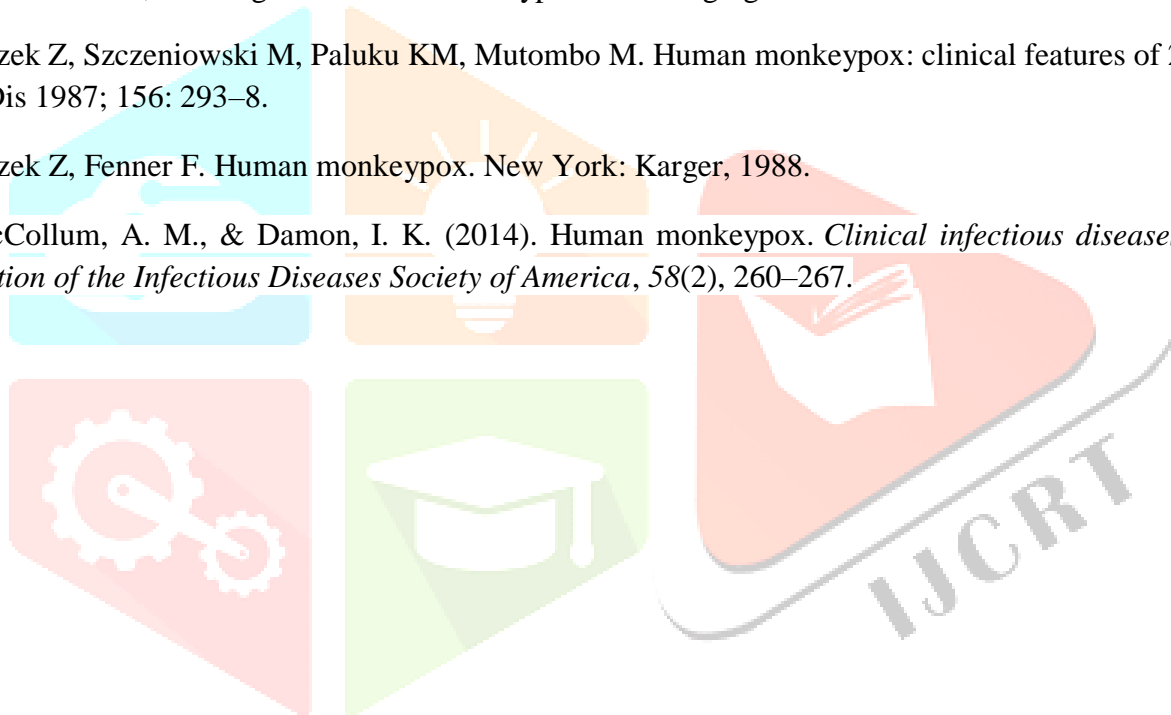 zek Z, Szczeniowski M, Paluku KM, Mutombo M. Human monkeypox: clinical features of
Dis 1987; 156: 293–8.
zek Z, Fenner F. Human monkeypox. New York: Karger, 1988.
cCollum, A. M., & Damon, I. K. (2014). Human monkeypox. Clinical infectious diseases
tion of the Infectious Diseases Society of America, 58(2), 260–267.
IJCRT